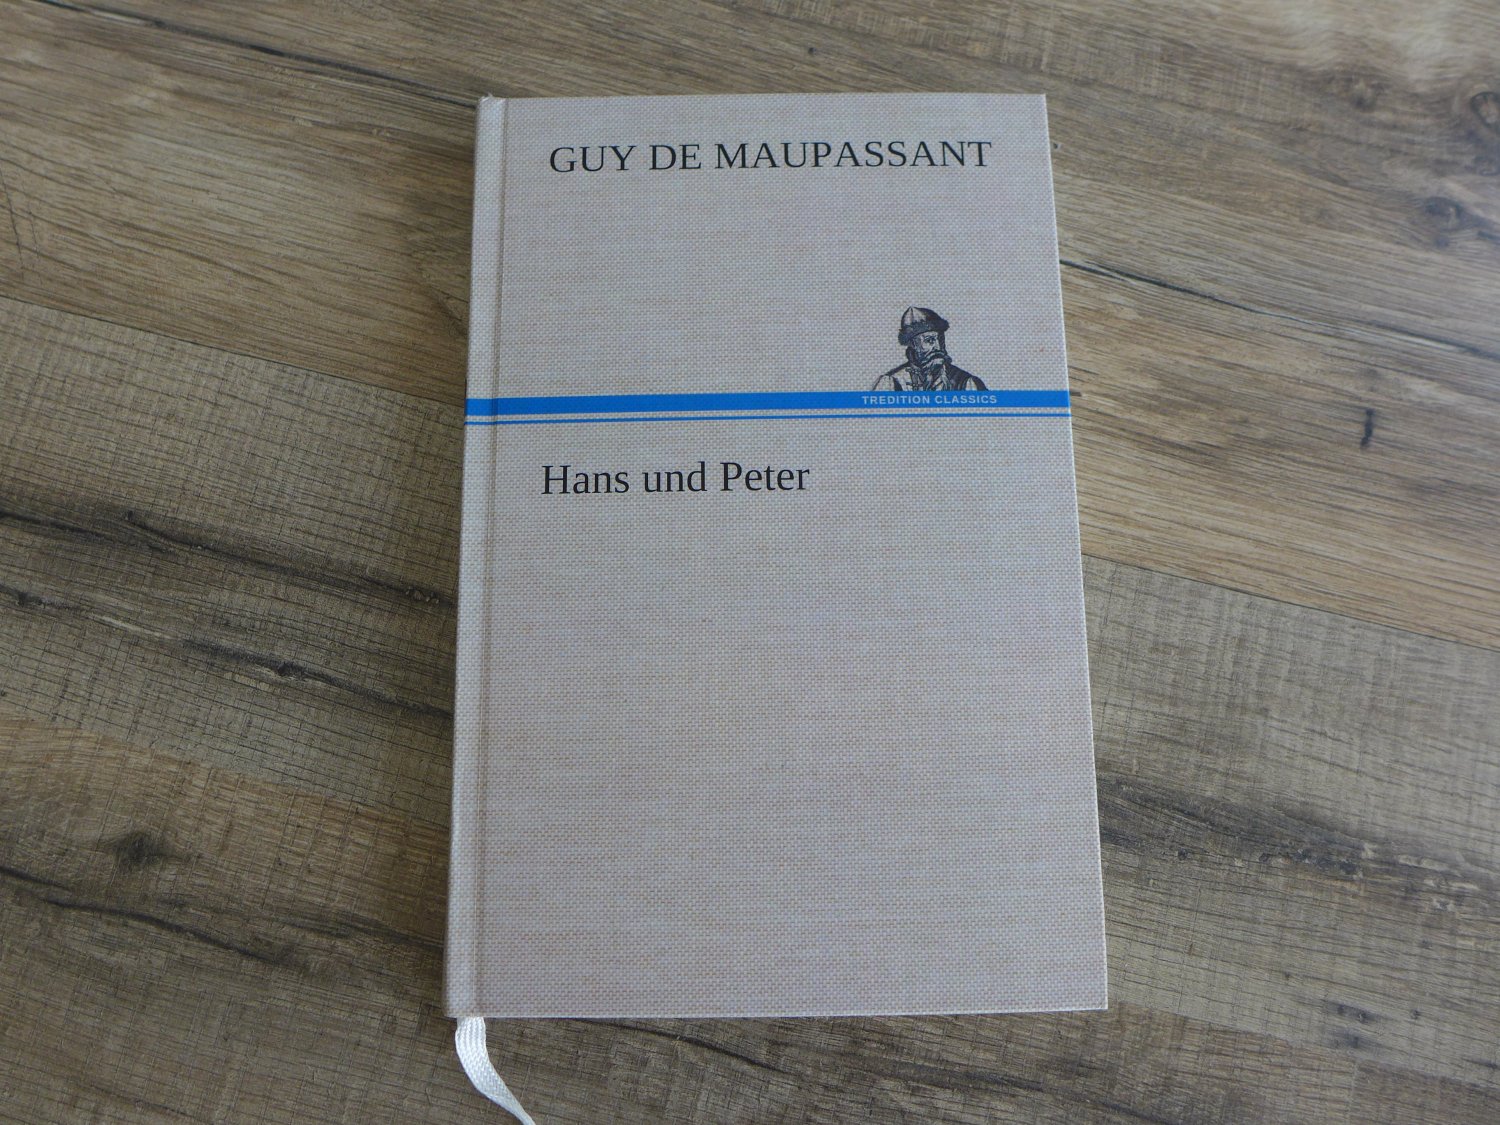 GUY DE MAUPASSANT
TREDITION CLASSICS
Hans und Peter